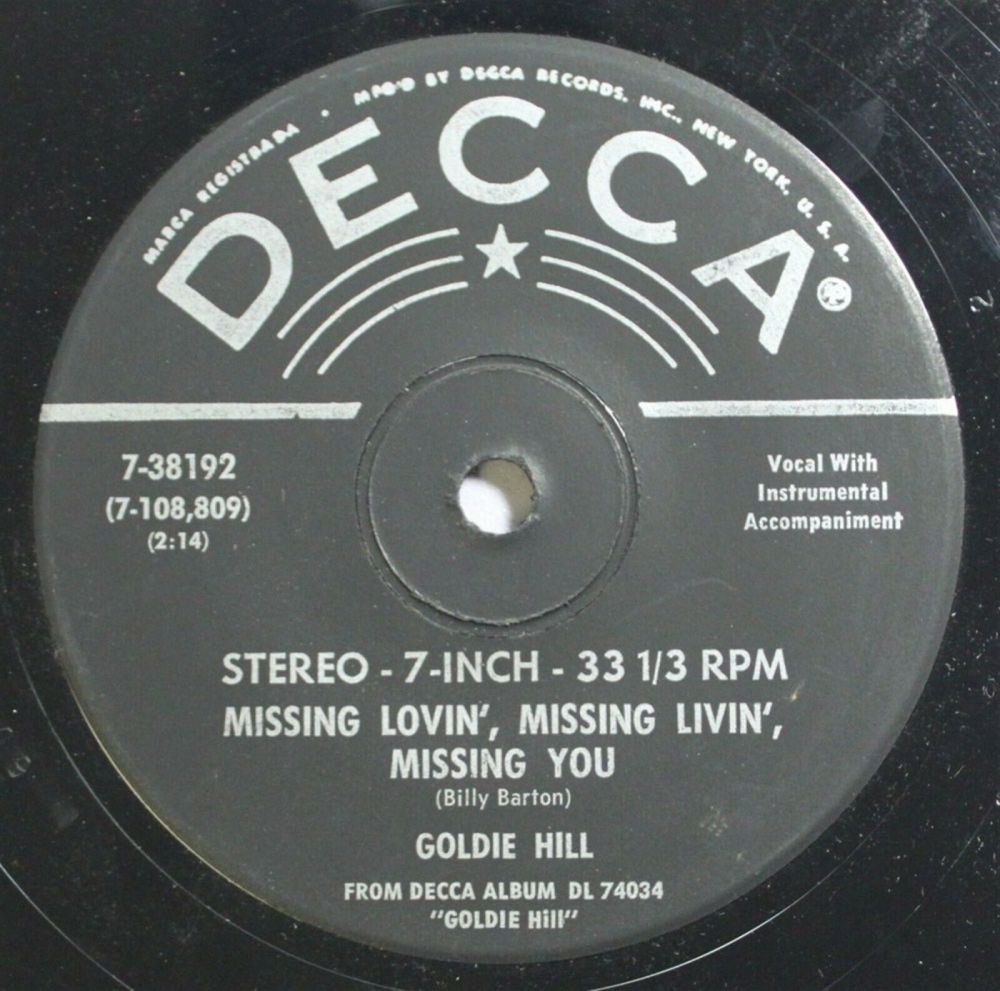 MARCA REGISTRADA • MFG'D BY DECCA RECORDS, INC., NEW YORK, U. S. A.
DECCA®
7-38192
(7-108,809)
(2:14)
Vocal With
Instrumental
Accompaniment
STEREO - 7-INCH - 33 1/3 RPM
MISSING LOVIN', MISSING LIVIN',
MISSING YOU
(Billy Barton)
GOLDIE HILL
FROM DECCA ALBUM DL 74034
"GOLDIE Hill"